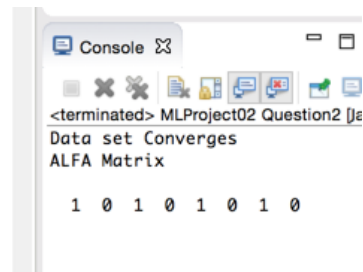 Console
<terminated> MLProject02 Question2 [Ja
Data set Converges
ALFA Matrix
1 0 1 0 1 0 1 0